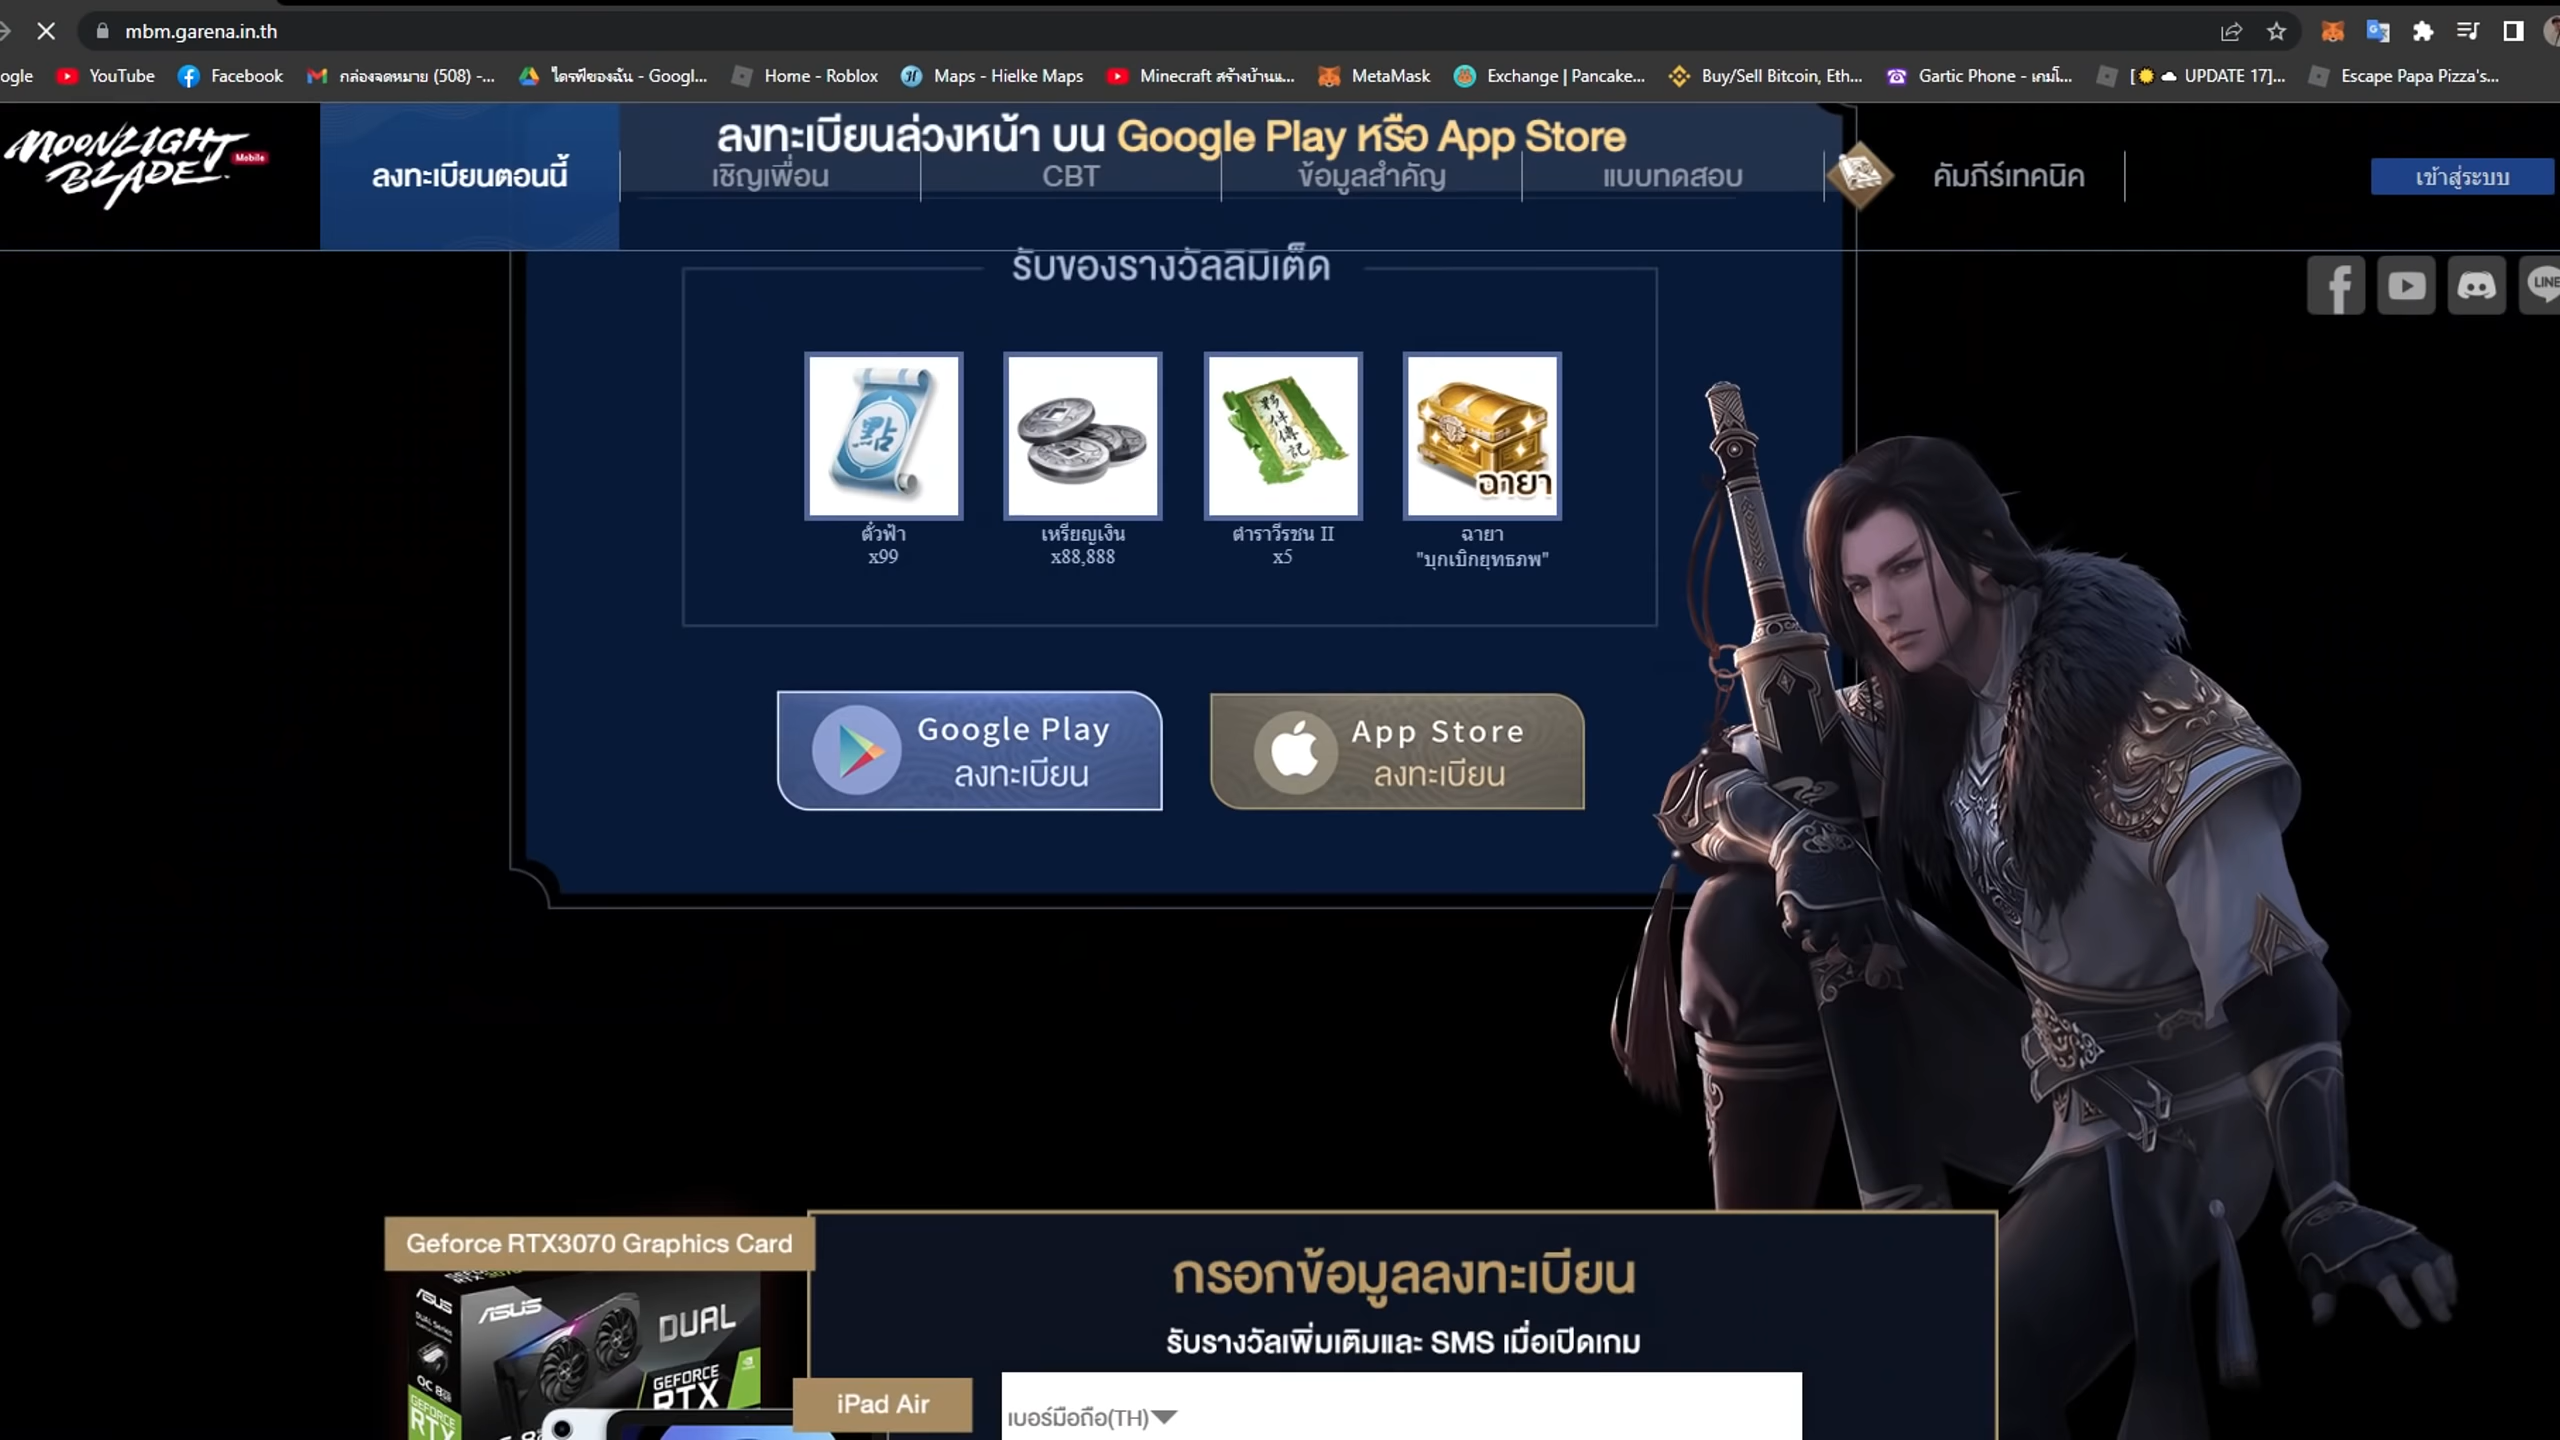 mbm.garena.in.th
ogle
YouTube
Facebook
กล่องจดหมาย (508) -...
ไดรฟ์ของฉัน - Googl...
Home - Roblox
Maps - Hielke Maps
Minecraft สร้างบ้านแ...
MetaMask
Exchange | Pancake...
Buy/Sell Bitcoin, Eth...
Gartic Phone - เกมโ...
UPDATE 17]...
Escape Papa Pizza's...
MOONLIGHT
BLADE
Mobile
ลงทะเบียนล่วงหน้า บน Google Play หรือ App Store
ลงทะเบียนตอนนี้
เชิญเพื่อน
CBT
ข้อมูลสำคัญ
แบบทดสอบ
คัมภีร์เทคนิค
เข้าสู่ระบบ
รับของรางวัลลิมิเต็ด
LINE
點
夥伴傳記
ฉายา
ตั๋วฟ้า
x99
เหรียญเงิน
x88,888
ตำราวีรชน II
x5
ฉายา
"บุกเบิกยุทธภพ"
Google Play
ลงทะเบียน
App Store
ลงทะเบียน
Geforce RTX3070 Graphics Card
ASUS
ASUS
DUAL
GEFORCE
RTX
GEFORCE
RT
กรอกข้อมูลลงทะเบียน
รับรางวัลเพิ่มเติมและ SMS เมื่อเปิดเกม
iPad Air
เบอร์มือถือ(TH)